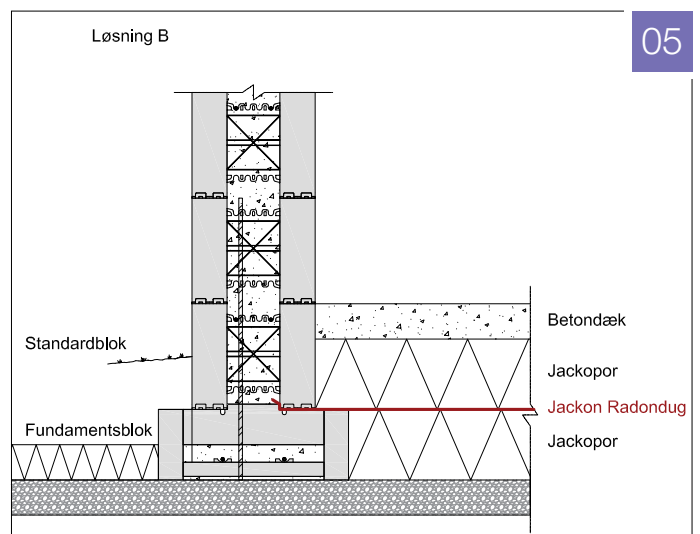 Løsning B
05
Standardblok
Fundamentsblok
Betondæk
Jackopor
Jackon Radondug
Jackopor